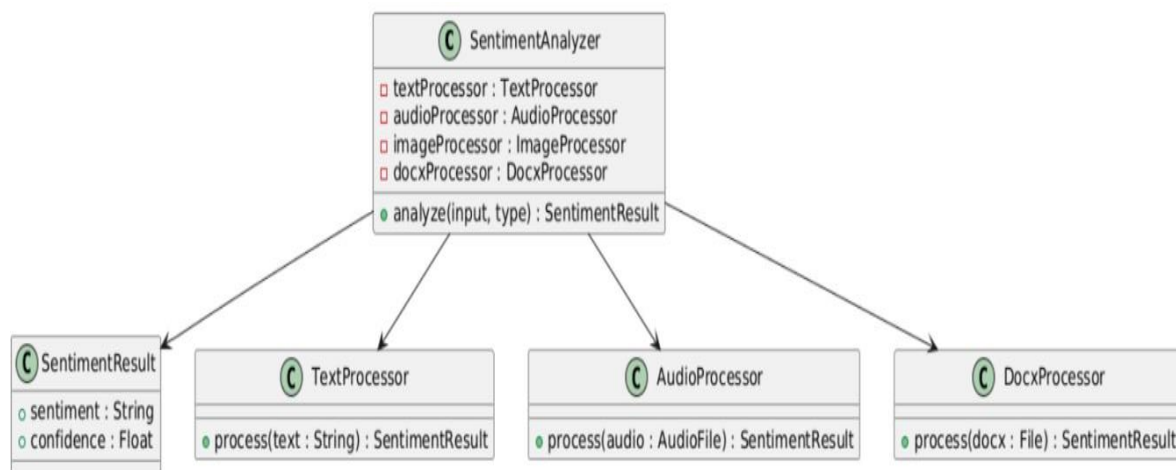 C SentimentAnalyzer
textProcessor : TextProcessor
audioProcessor : AudioProcessor
imageProcessor : ImageProcessor
docxProcessor : DocxProcessor
analyze(input, type) : SentimentResult
C SentimentResult
sentiment : String
confidence : Float
C TextProcessor
process(text : String) : SentimentResult
C AudioProcessor
process(audio : AudioFile) : SentimentResult
C DocxProcessor
process(docx : File) : SentimentResult